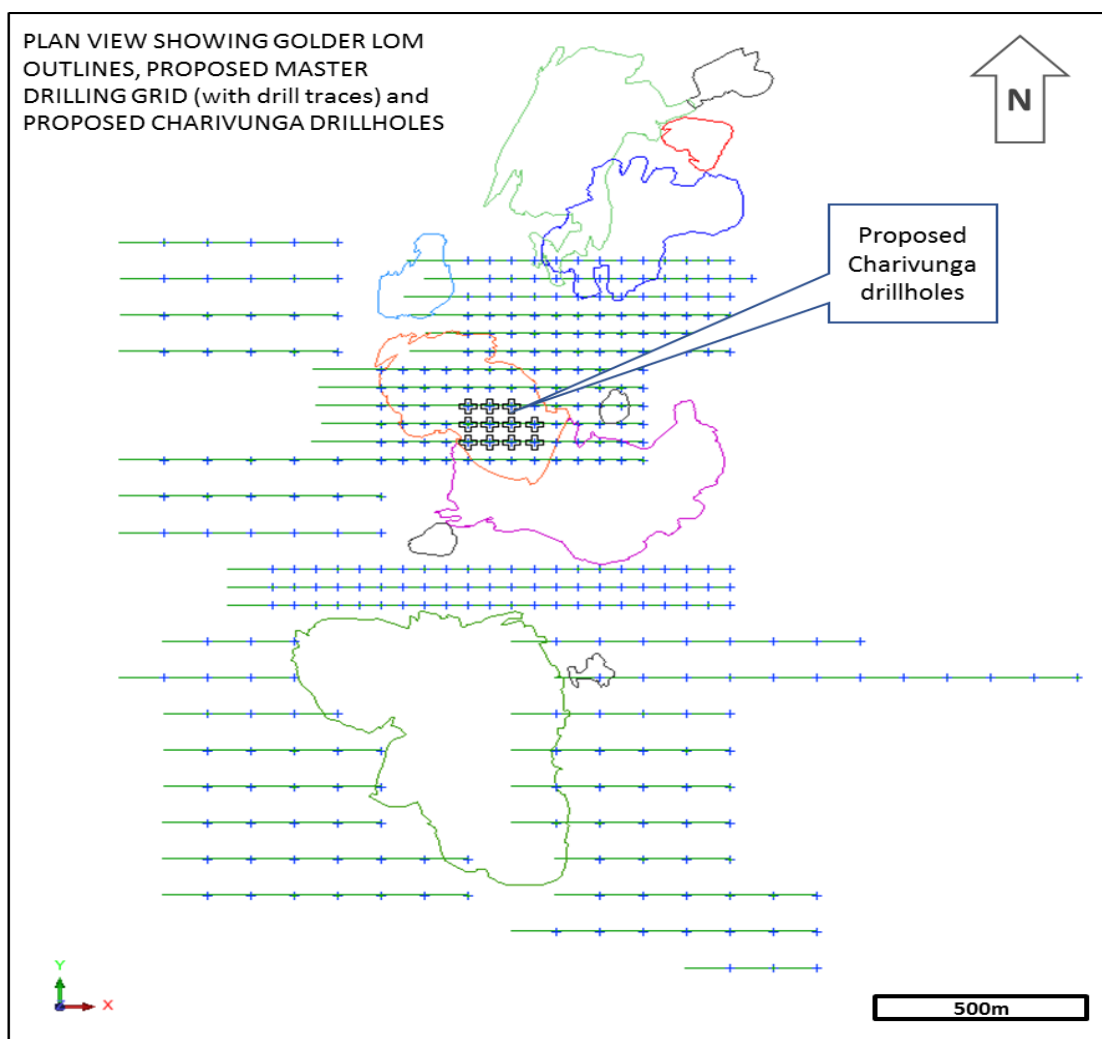 PLAN VIEW SHOWING GOLDER LOM
OUTLINES, PROPOSED MASTER
DRILLING GRID (with drill traces) and
PROPOSED CHARIVUNGA DRILLHOLES
N
Proposed
Charivunga
drillholes
Y
X
500m